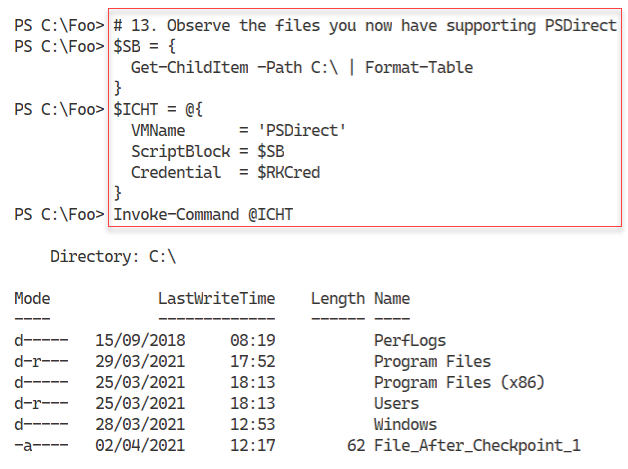 PS C:\Foo> # 13. Observe the files you now have supporting PSDirect
PS C:\Foo> $SB = {
  Get-ChildItem -Path C:\ | Format-Table
}
PS C:\Foo> $ICHT = @{
  VMName      = 'PSDirect'
  ScriptBlock = $SB
  Credential  = $RKCred
}
PS C:\Foo> Invoke-Command @ICHT
    Directory: C:\
Mode            LastWriteTime    Length Name
----            -------------    ------ ----
d-----   15/09/2018     08:19           PerfLogs
d-r---   29/03/2021     17:52           Program Files
d-----   25/03/2021     18:13           Program Files (x86)
d-r---   25/03/2021     18:13           Users
d-----   28/03/2021     12:53           Windows
-a----   02/04/2021     12:17        62 File_After_Checkpoint_1